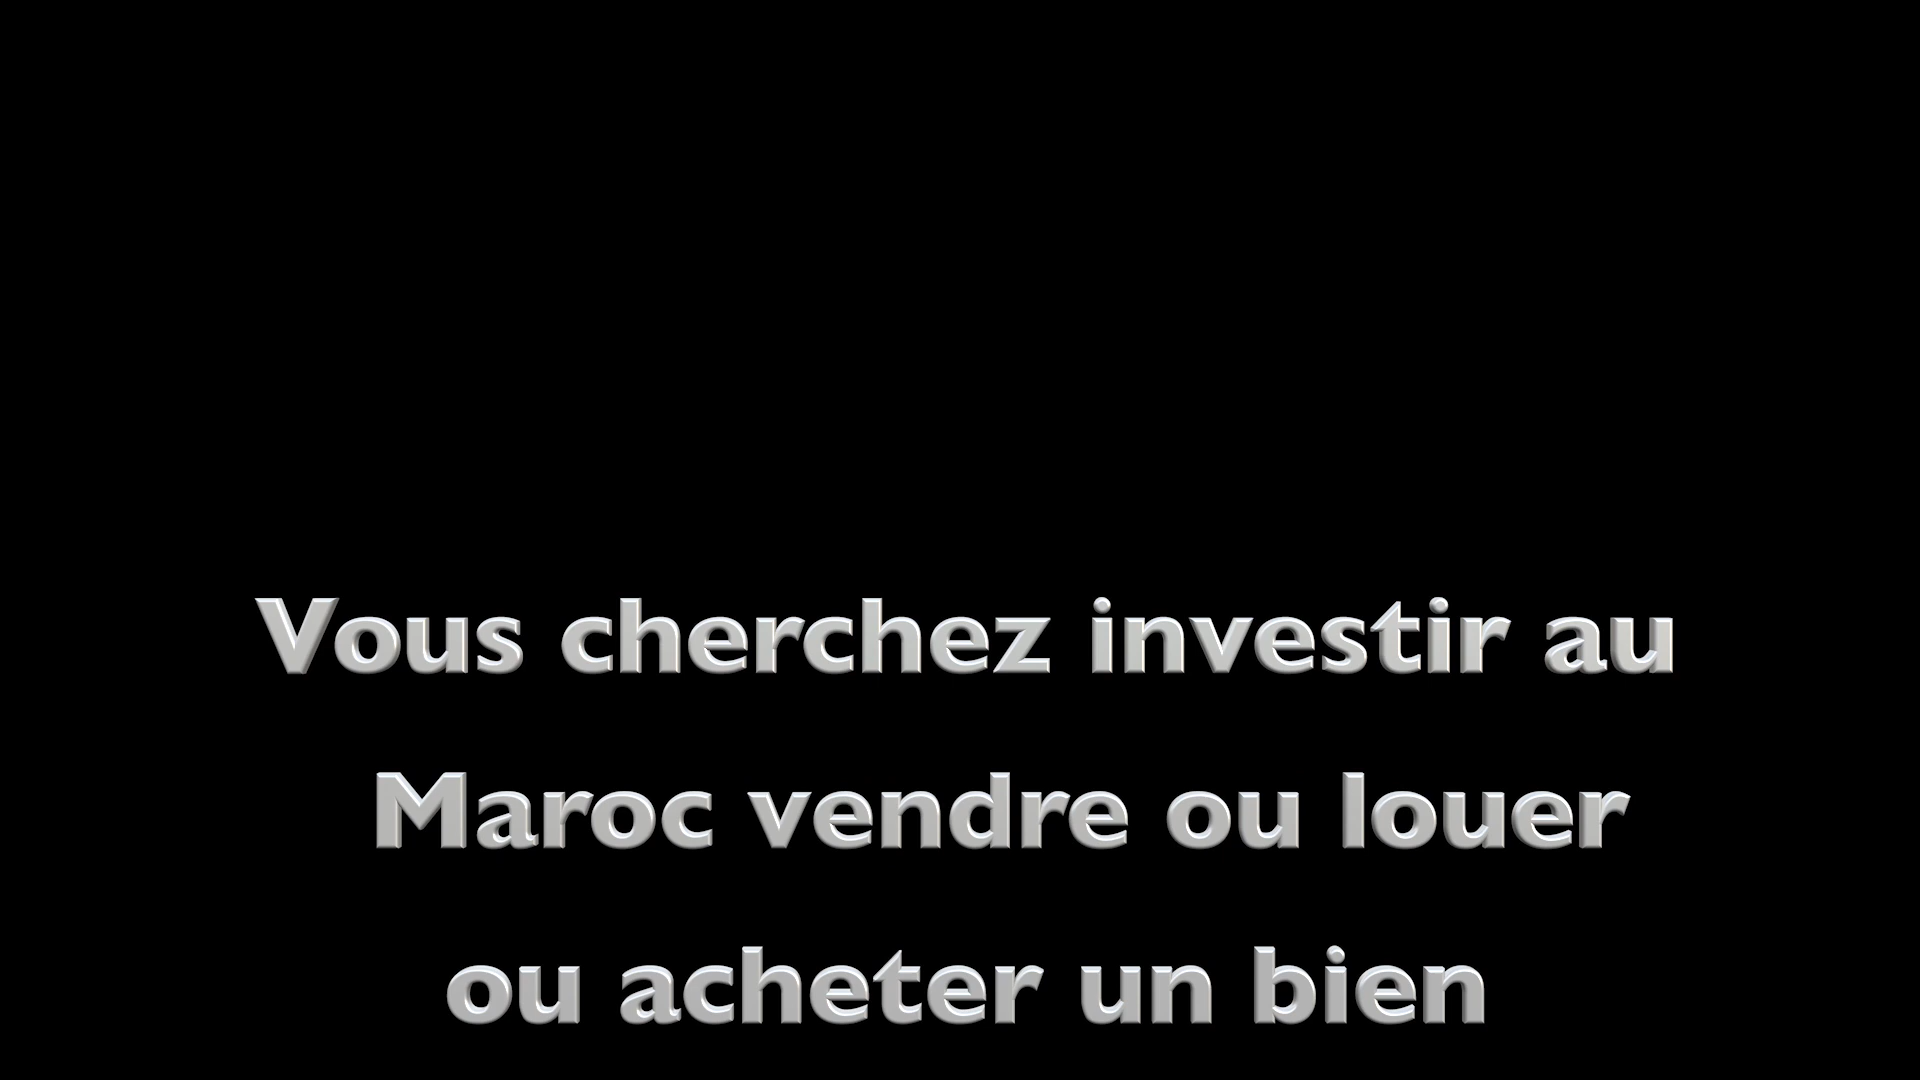 Vous cherchez investir au
Maroc vendre ou louer
ou acheter un bien